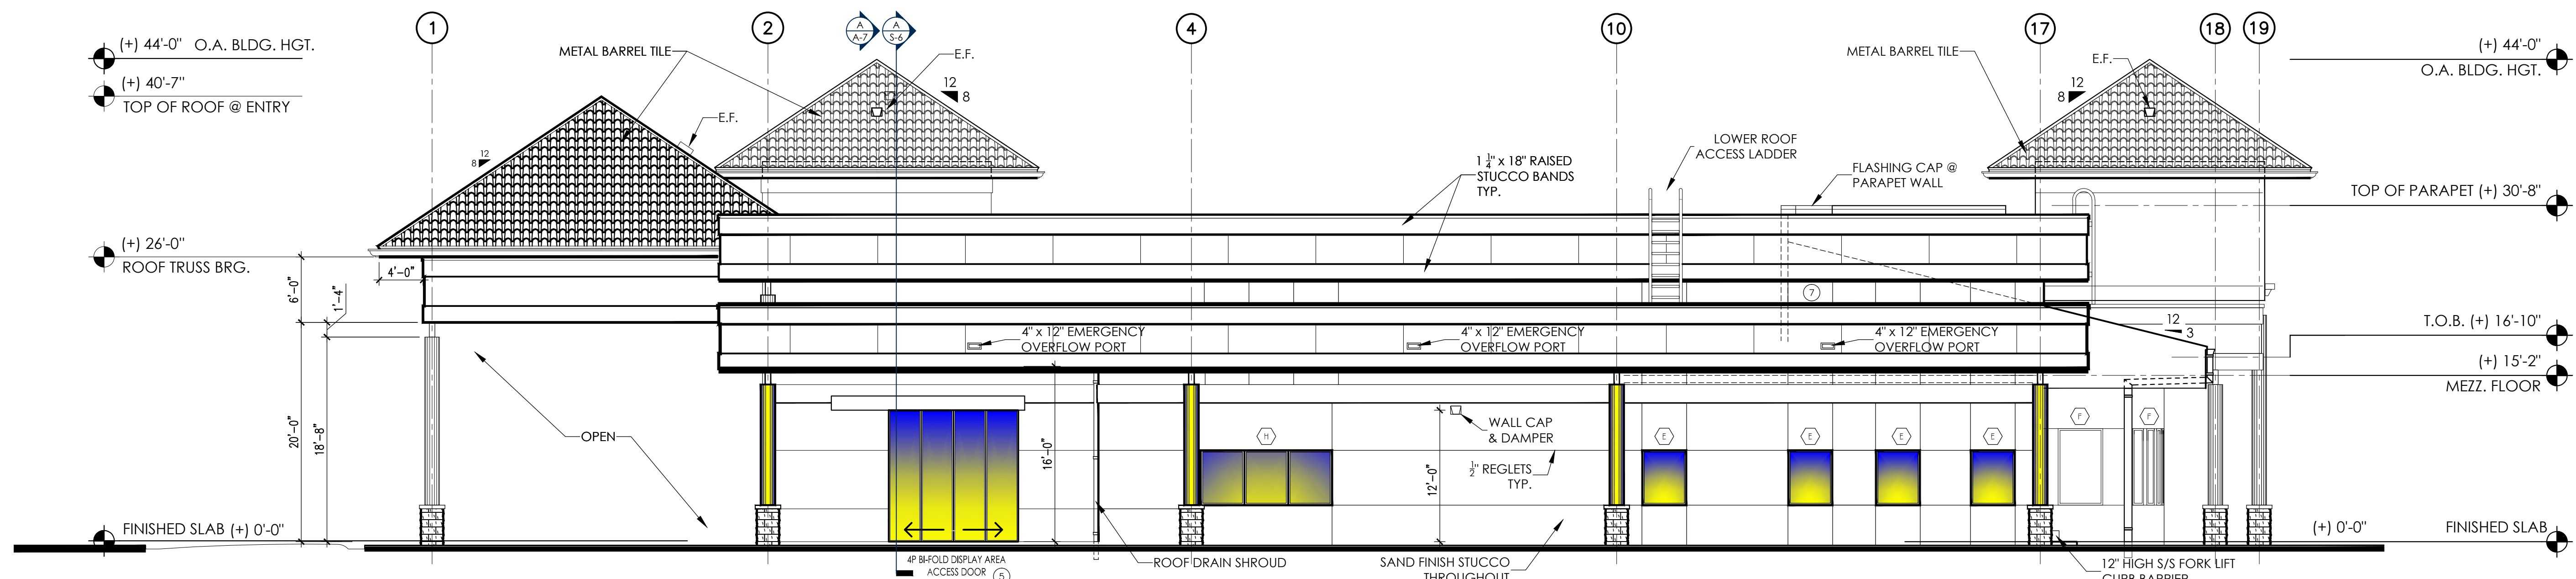 1
2
A
A-7
A
S-6
4
10
17
18
19
(+) 44'-0" O.A. BLDG. HGT.
(+) 40'-7"
TOP OF ROOF @ ENTRY
(+) 26'-0"
ROOF TRUSS BRG.
FINISHED SLAB (+) 0'-0"
METAL BARREL TILE
E.F.
E.F.
12
8
12
8
4'-0"
6'-0"
1'-4"
20'-0"
18'-8"
OPEN
1 1/4" x 18" RAISED
STUCCO BANDS
TYP.
LOWER ROOF
ACCESS LADDER
FLASHING CAP @
PARAPET WALL
METAL BARREL TILE
E.F.
12
8
7
4" x 12" EMERGENCY
OVERFLOW PORT
4" x 12" EMERGENCY
OVERFLOW PORT
4" x 12" EMERGENCY
OVERFLOW PORT
12
3
16'-0"
12'-0"
WALL CAP
& DAMPER
1/2" REGLETS
TYP.
H
E
E
E
E
F
F
4P BI-FOLD DISPLAY AREA
ACCESS DOOR 5
ROOF DRAIN SHROUD
SAND FINISH STUCCO
THROUGHOUT
12" HIGH S/S FORK LIFT
CURB BARRIER
(+) 44'-0"
O.A. BLDG. HGT.
TOP OF PARAPET (+) 30'-8"
T.O.B. (+) 16'-10"
(+) 15'-2"
MEZZ. FLOOR
(+) 0'-0" FINISHED SLAB